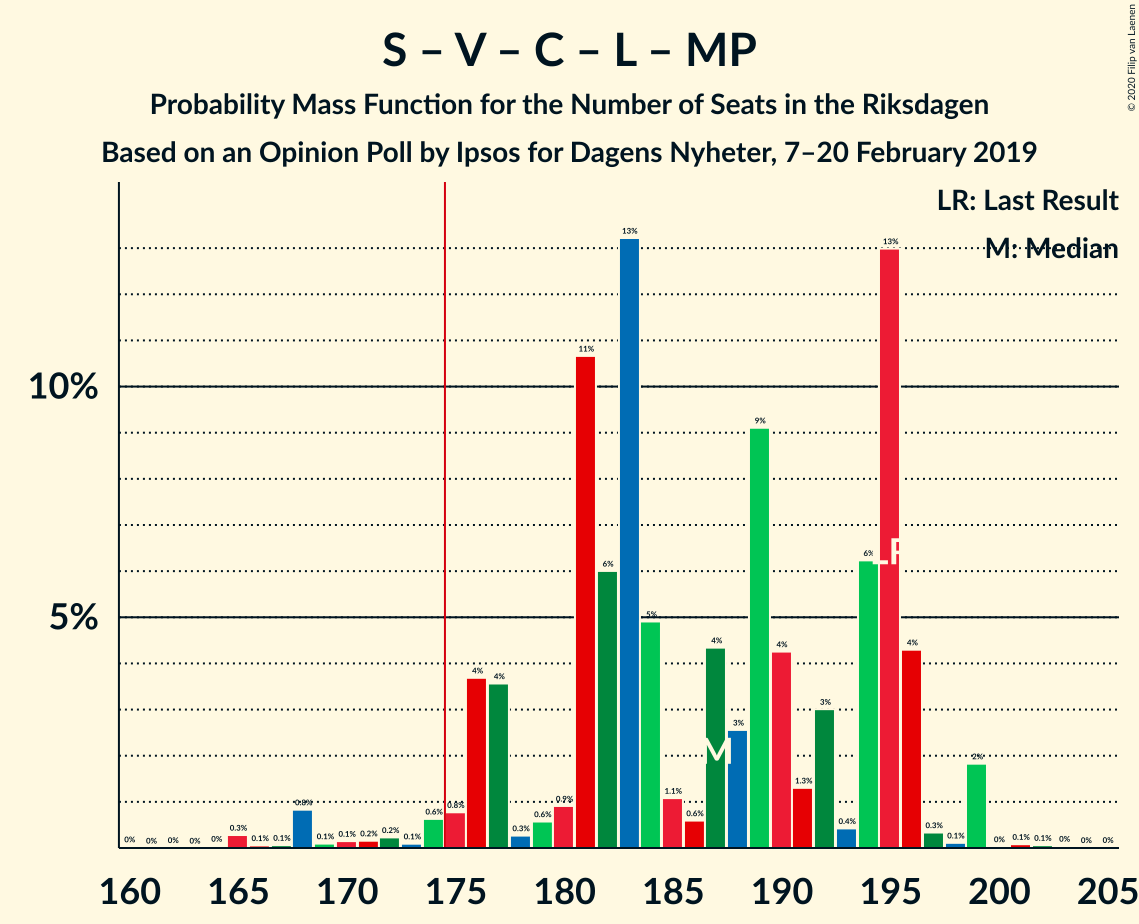 S – V – C – L – MP
Probability Mass Function for the Number of Seats in the Riksdagen
Based on an Opinion Poll by Ipsos for Dagens Nyheter, 7–20 February 2019
© 2020 Filip van Laenen
LR: Last Result
M: Median
10%
5%
0% 0% 0% 0% 0% 0.3% 0.1% 0.1% 0.8% 0.1% 0.1% 0.2% 0.2% 0.1% 0.6% 0.8% 4% 4% 0.3% 0.6% 0.9% 11% 6% 13% 5% 1.1% 0.6% 4% 3% 9% 4% 1.3% 3% 0.4% 6% 13% 4% 0.3% 0.1% 2% 0% 0.1% 0.1% 0% 0% 0%
LR
M
160 165 170 175 180 185 190 195 200 205